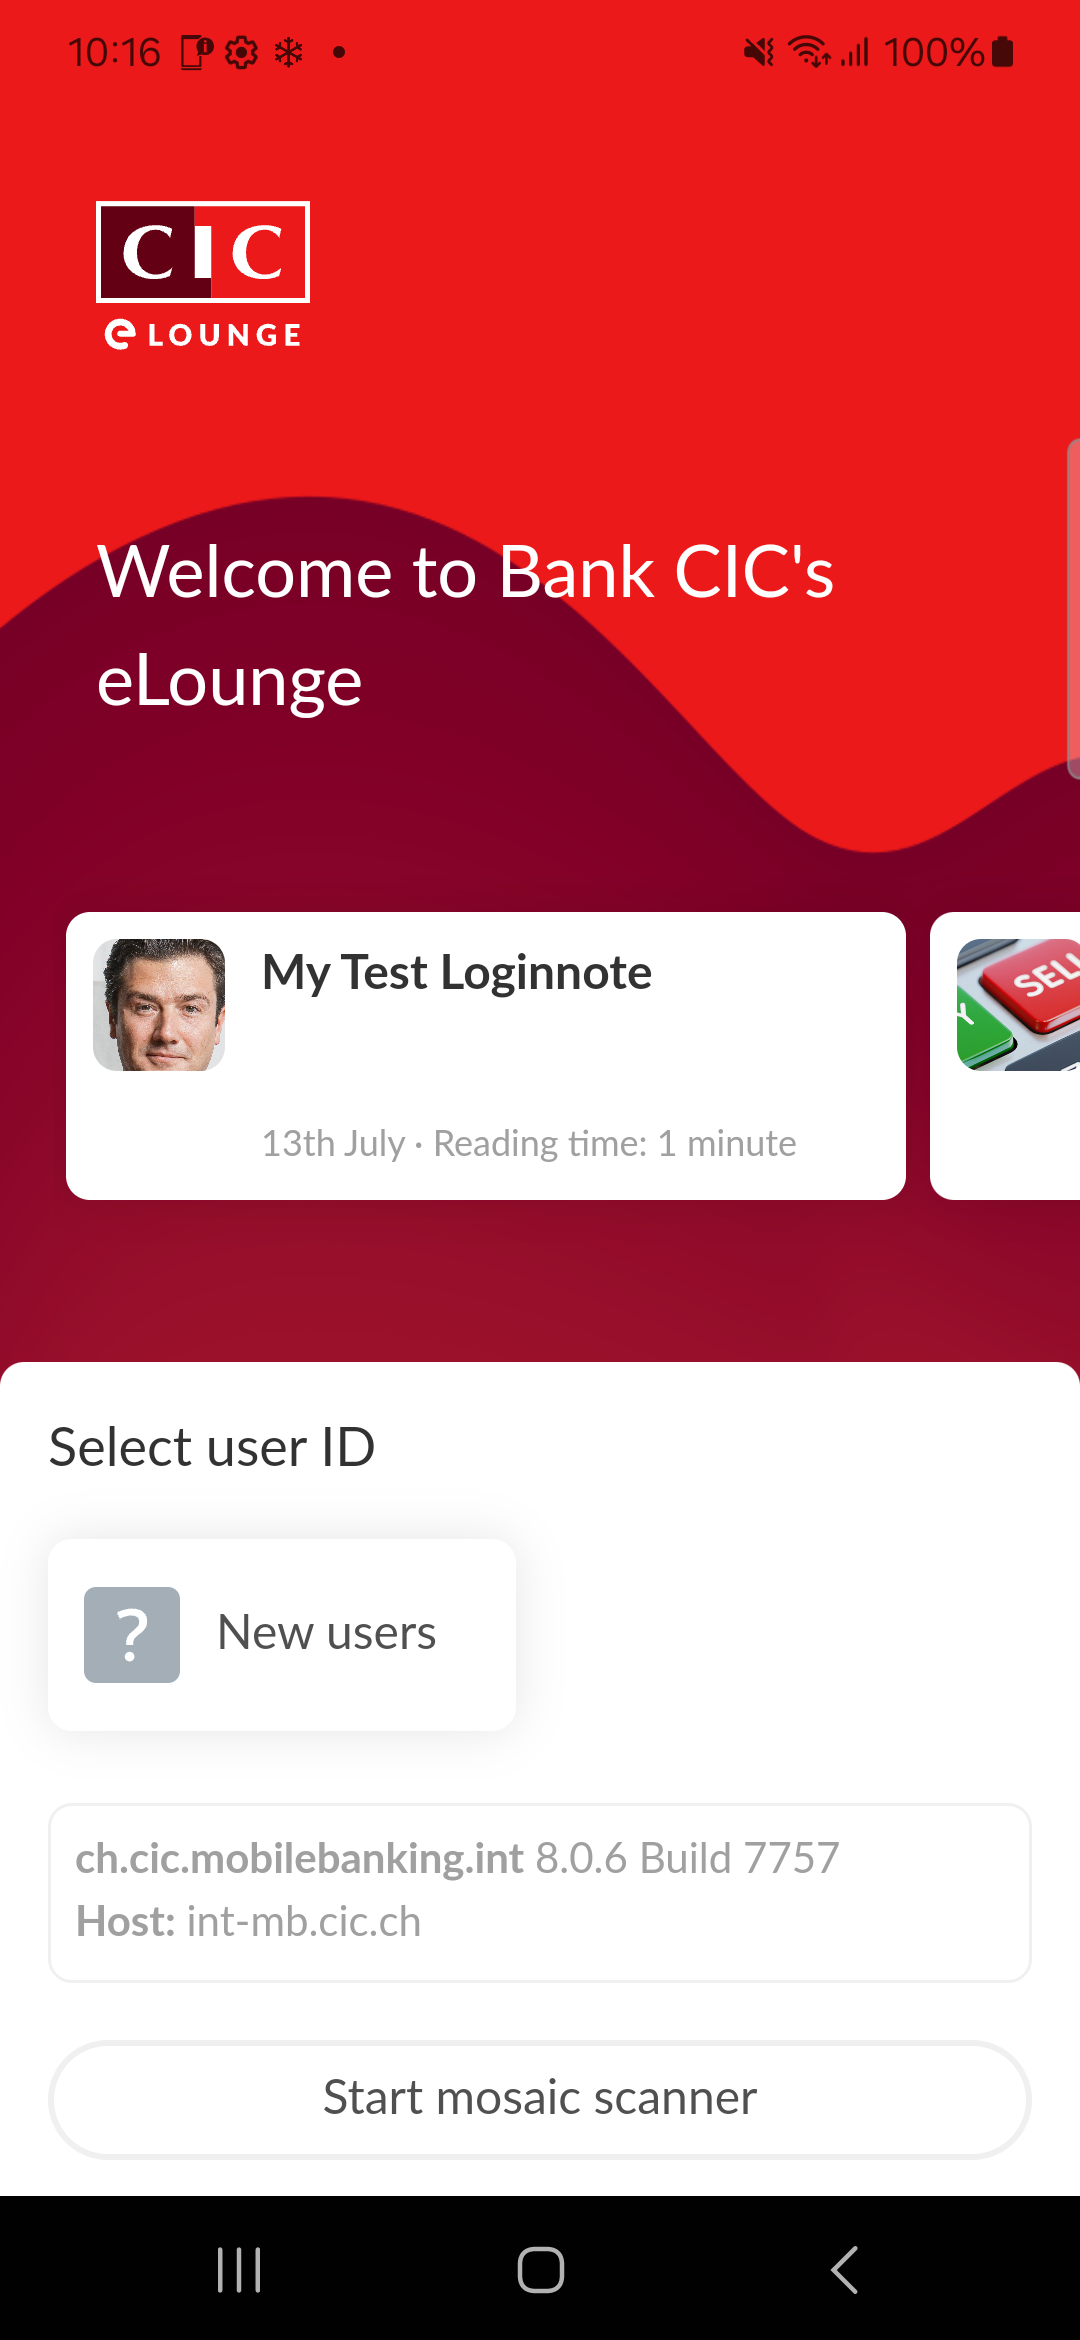 10:16
100%
CIC
e LOUNGE
Welcome to Bank CIC's
eLounge
My Test Loginnote
13th July · Reading time: 1 minute
SELL
Y
Select user ID
?
New users
ch.cic.mobilebanking.int 8.0.6 Build 7757
Host: int-mb.cic.ch
Start mosaic scanner